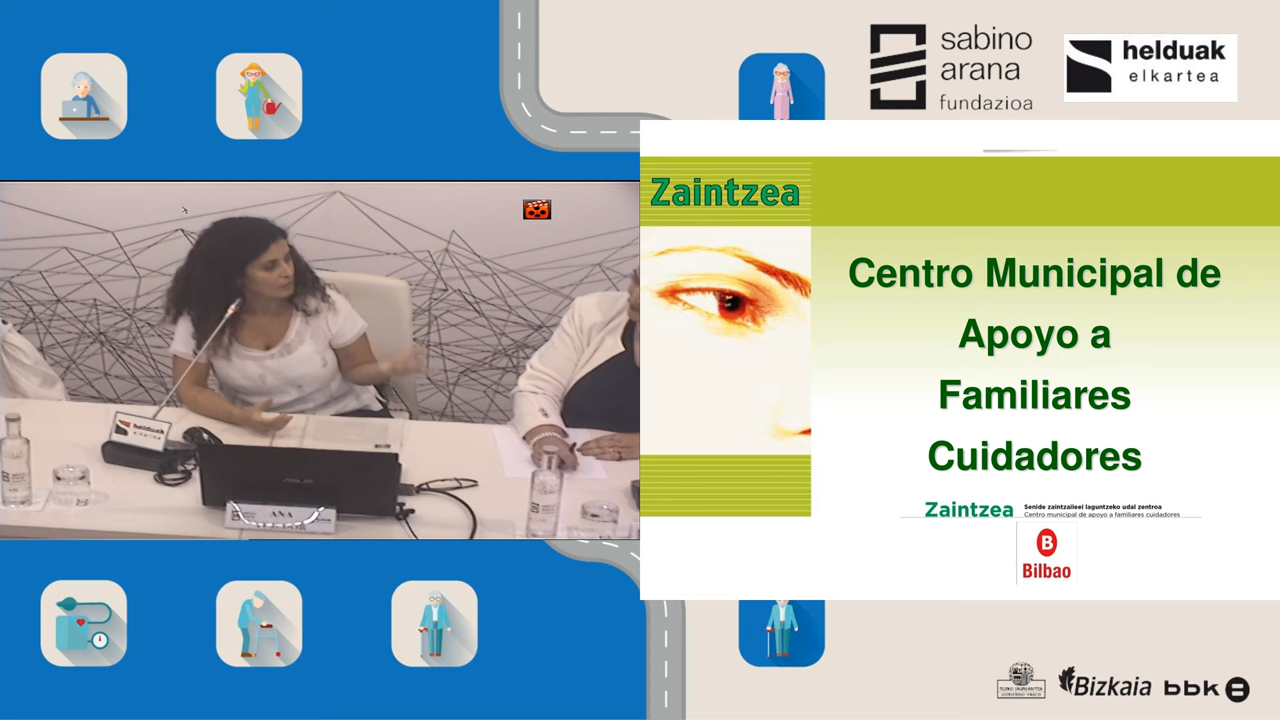 sabino
arana
fundazioa
helduak
elkartea
Zaintzea
Centro Municipal de
Apoyo a
Familiares
Cuidadores
Zaintzea
Senide zaintzaileei laguntzeko udal zentroa
Centro municipal de apoyo a familiares cuidadores
B
Bilbao
helduak
elkartea
ASUS
ANA
Bizkaia
bbk